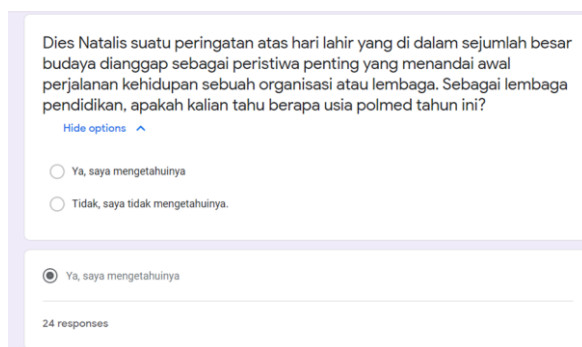 Dies Natalis suatu peringatan atas hari lahir yang di dalam sejumlah besar
budaya dianggap sebagai peristiwa penting yang menandai awal
perjalanan kehidupan sebuah organisasi atau lembaga. Sebagai lembaga
pendidikan, apakah kalian tahu berapa usia polmed tahun ini?
Hide options
Ya, saya mengetahuinya
Tidak, saya tidak mengetahuinya.
Ya, saya mengetahuinya
24 responses